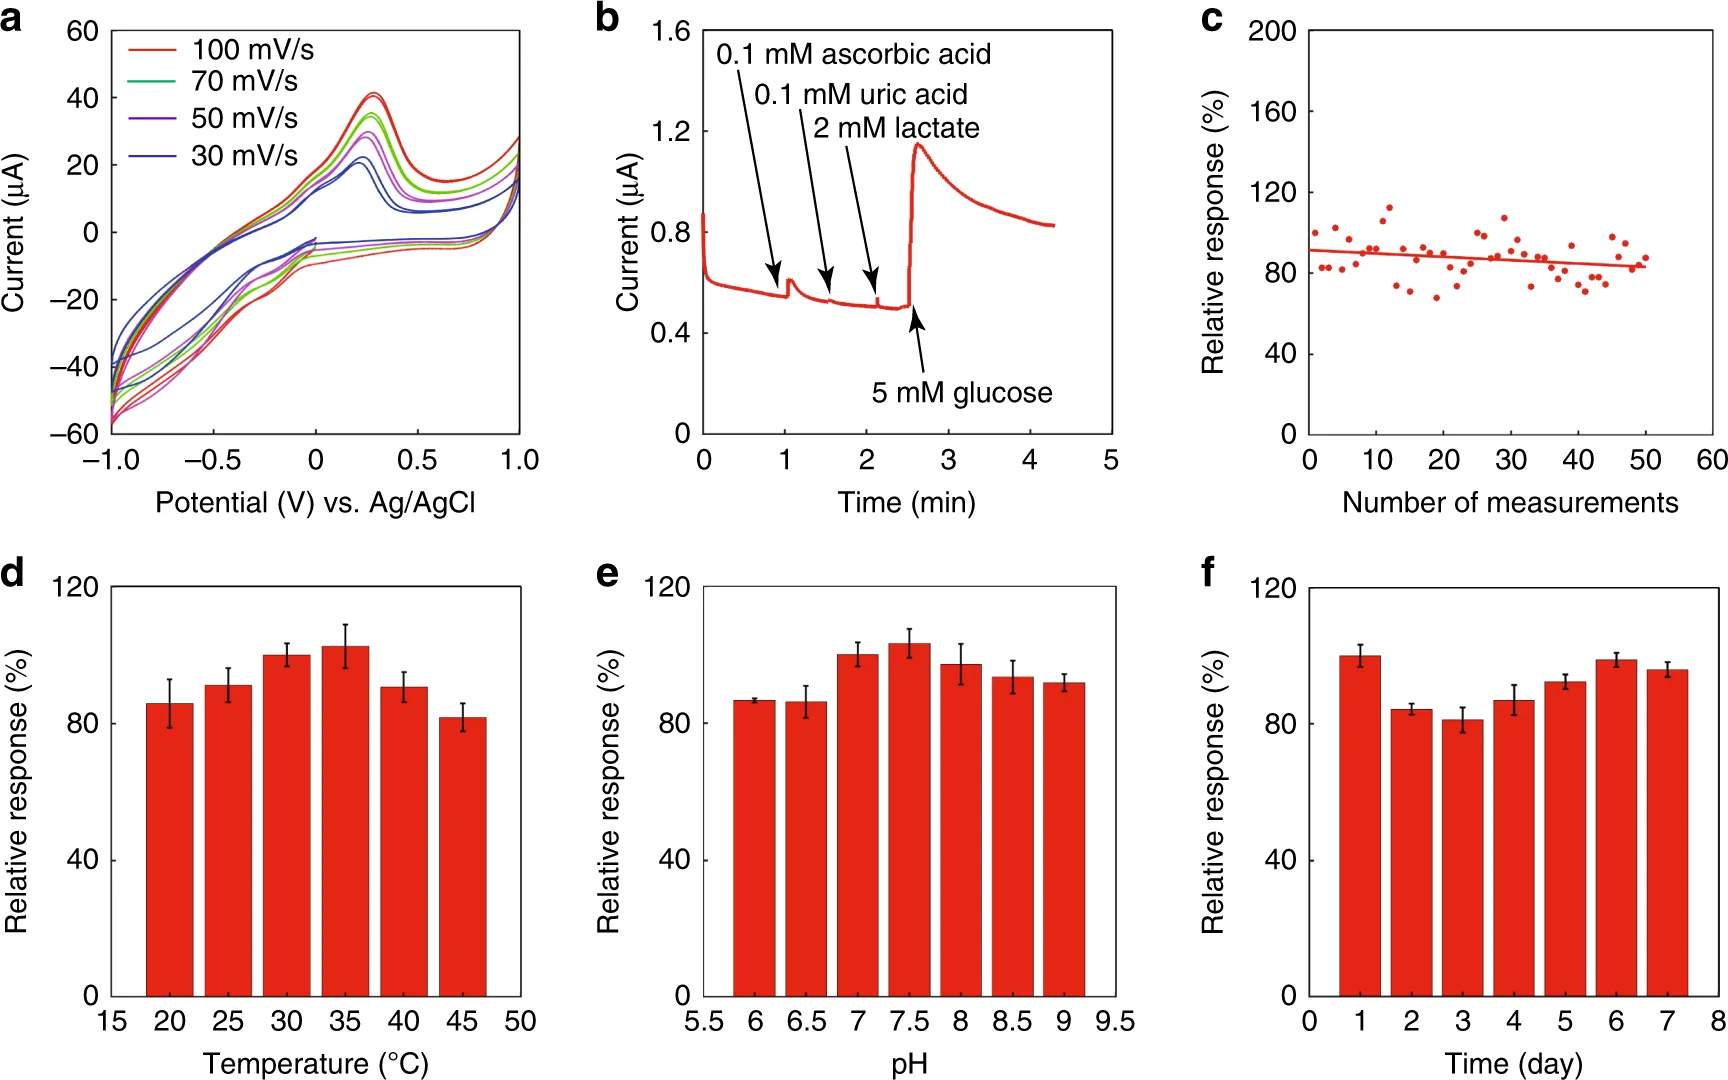 a
60
40
20
0
–20
–40
–60
–1.0 –0.5 0 0.5 1.0
Current (μA)
Potential (V) vs. Ag/AgCl
100 mV/s
70 mV/s
50 mV/s
30 mV/s
b
1.6
1.2
0.8
0.4
0
0 1 2 3 4 5
Current (μA)
Time (min)
0.1 mM ascorbic acid
0.1 mM uric acid
2 mM lactate
5 mM glucose
c
200
160
120
80
40
0
0 10 20 30 40 50 60
Relative response (%)
Number of measurements
d
120
80
40
0
15 20 25 30 35 40 45 50
Relative response (%)
Temperature (°C)
e
120
80
40
0
5.5 6 6.5 7 7.5 8 8.5 9 9.5
Relative response (%)
pH
f
120
80
40
0
0 1 2 3 4 5 6 7 8
Relative response (%)
Time (day)